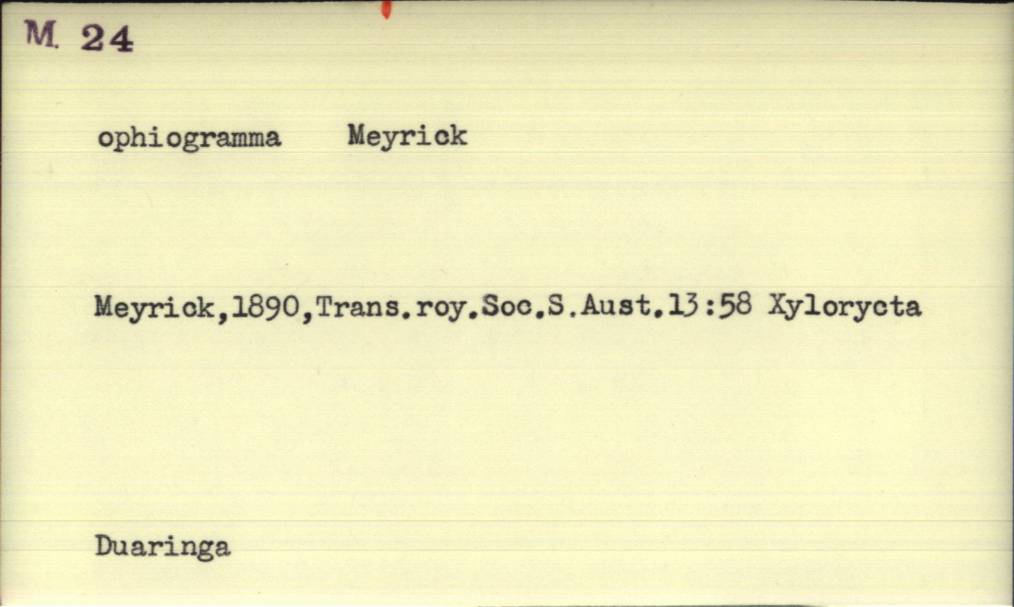 M. 24
ophiogramma Meyrick
Meyrick,1890,Trans.roy.Soc.S.Aust.13:58 Xylorycta
Duaringa